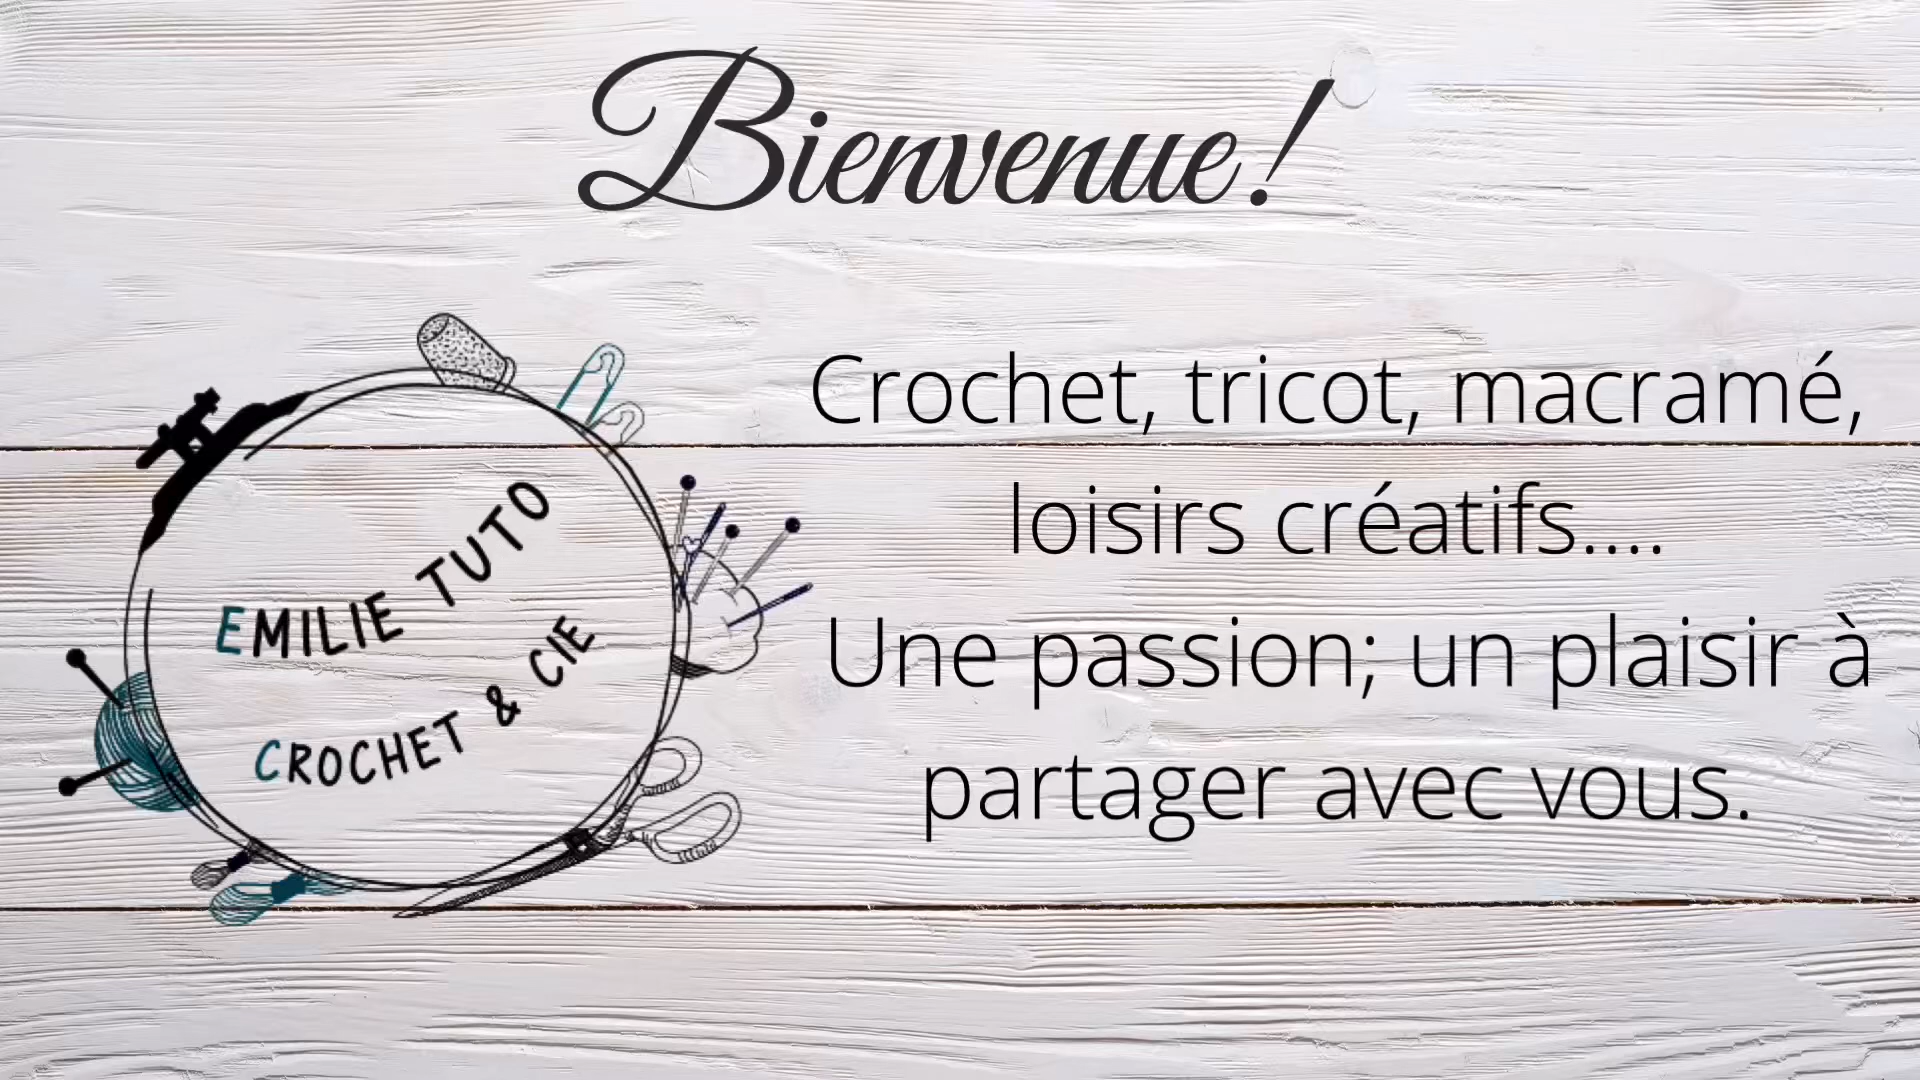 Bienvenue!
EMILIE TUTO
CROCHET & CIE
Crochet, tricot, macramé,
loisirs créatifs....
Une passion; un plaisir à
partager avec vous.